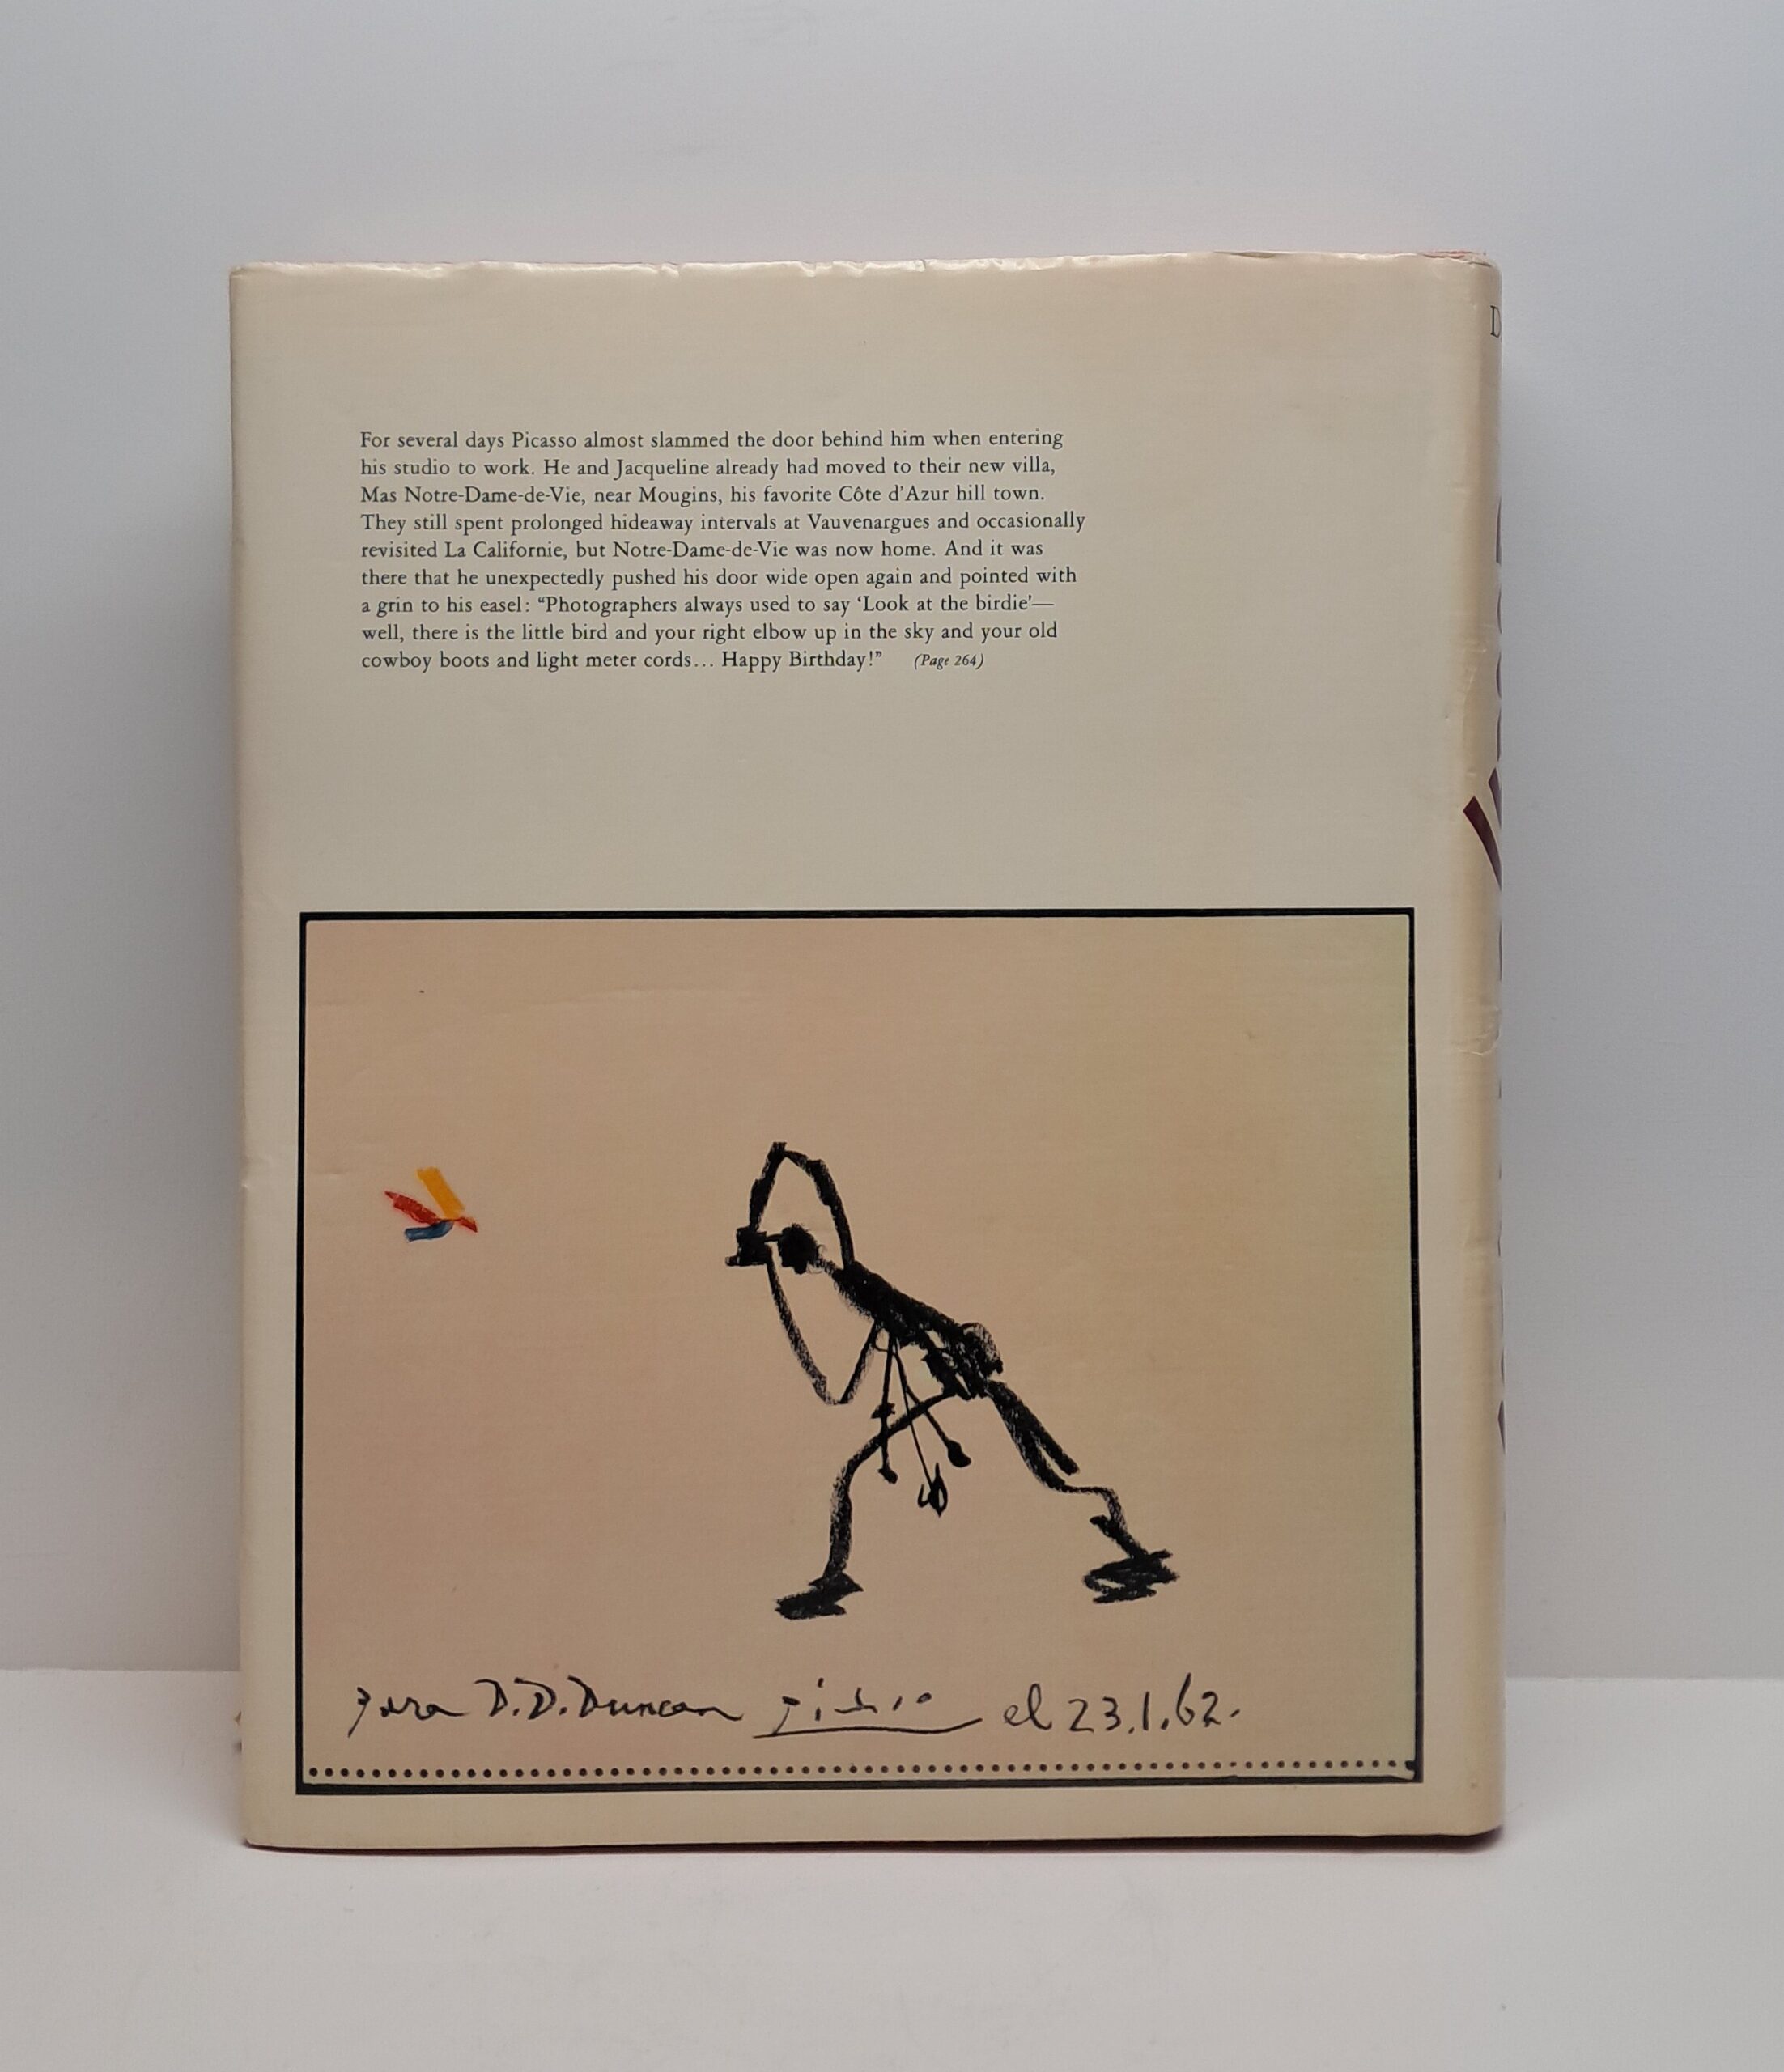 For several days Picasso almost slammed the door behind him when entering
his studio to work. He and Jacqueline already had moved to their new villa,
Mas Notre-Dame-de-Vie, near Mougins, his favorite Côte d'Azur hill town.
They still spent prolonged hideaway intervals at Vauvenargues and occasionally
revisited La Californie, but Notre-Dame-de-Vie was now home. And it was
there that he unexpectedly pushed his door wide open again and pointed with
a grin to his easel: “Photographers always used to say ‘Look at the birdie’—
well, there is the little bird and your right elbow up in the sky and your old
cowboy boots and light meter cords... Happy Birthday!” (Page 264)
para D.D. Duncan Picasso el 23.1.62.